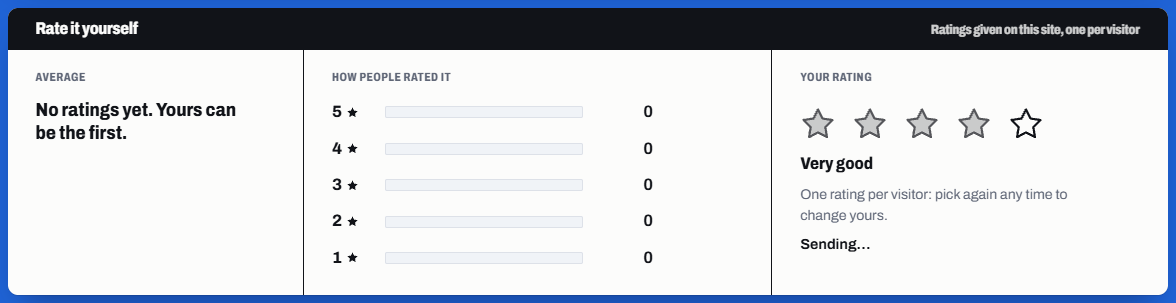 Rate it yourself
Ratings given on this site, one per visitor
AVERAGE
No ratings yet. Yours can
be the first.
HOW PEOPLE RATED IT
5 ★ 0
4 ★ 0
3 ★ 0
2 ★ 0
1 ★ 0
YOUR RATING
Very good
One rating per visitor: pick again any time to
change yours.
Sending...